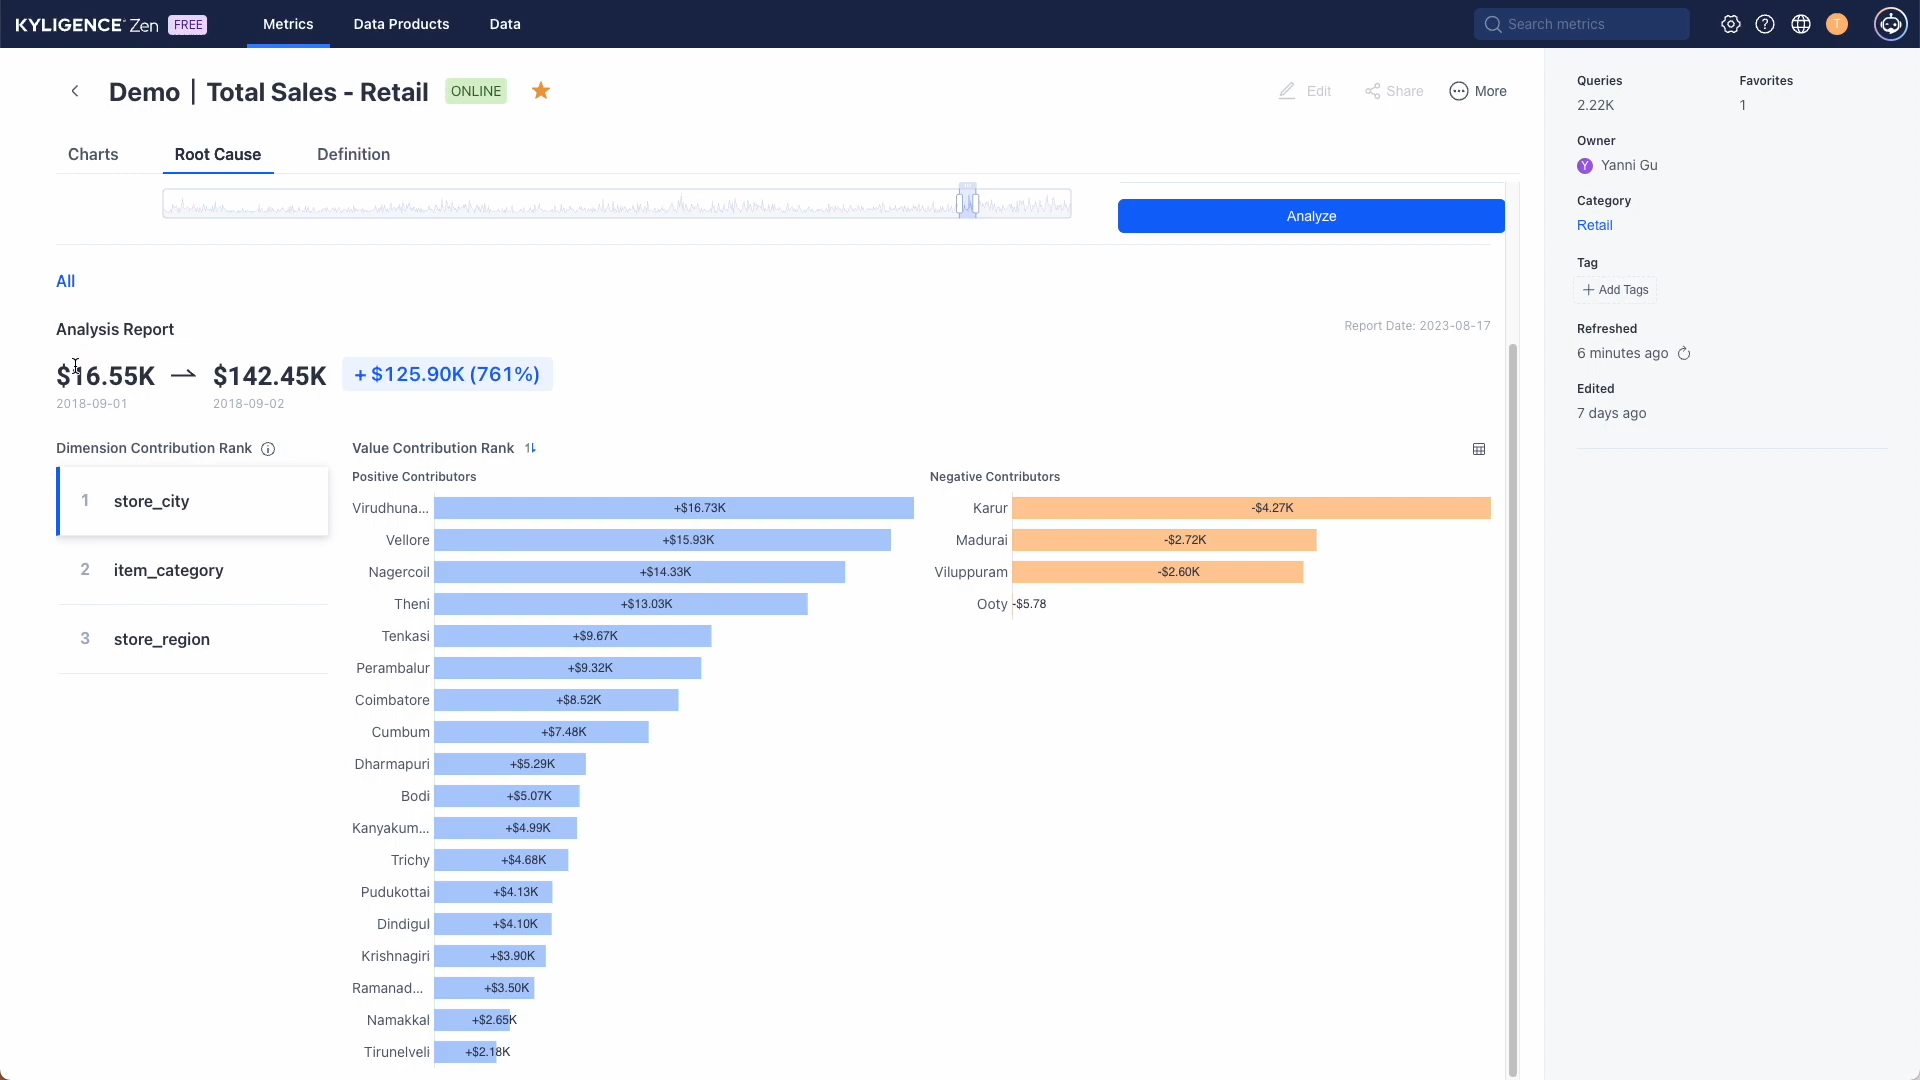 KYLIGENCE Zen FREE Metrics Data Products Data Search metrics T
Demo | Total Sales - Retail ONLINE Edit Share More
Charts Root Cause Definition
Analyze
All
Analysis Report Report Date: 2023-08-17
$16.55K → $142.45K + $125.90K (761%)
2018-09-01 2018-09-02
Dimension Contribution Rank
1 store_city
2 item_category
3 store_region
Value Contribution Rank
Positive Contributors
Virudhuna... +$16.73K
Vellore +$15.93K
Nagercoil +$14.33K
Theni +$13.03K
Tenkasi +$9.67K
Perambalur +$9.32K
Coimbatore +$8.52K
Cumbum +$7.48K
Dharmapuri +$5.29K
Bodi +$5.07K
Kanyakum... +$4.99K
Trichy +$4.68K
Pudukottai +$4.13K
Dindigul +$4.10K
Krishnagiri +$3.90K
Ramanad... +$3.50K
Namakkal +$2.65K
Tirunelveli +$2.18K
Negative Contributors
Karur -$4.27K
Madurai -$2.72K
Viluppuram -$2.60K
Ooty -$5.78
Queries Favorites
2.22K 1
Owner
Y Yanni Gu
Category
Retail
Tag
+ Add Tags
Refreshed
6 minutes ago
Edited
7 days ago